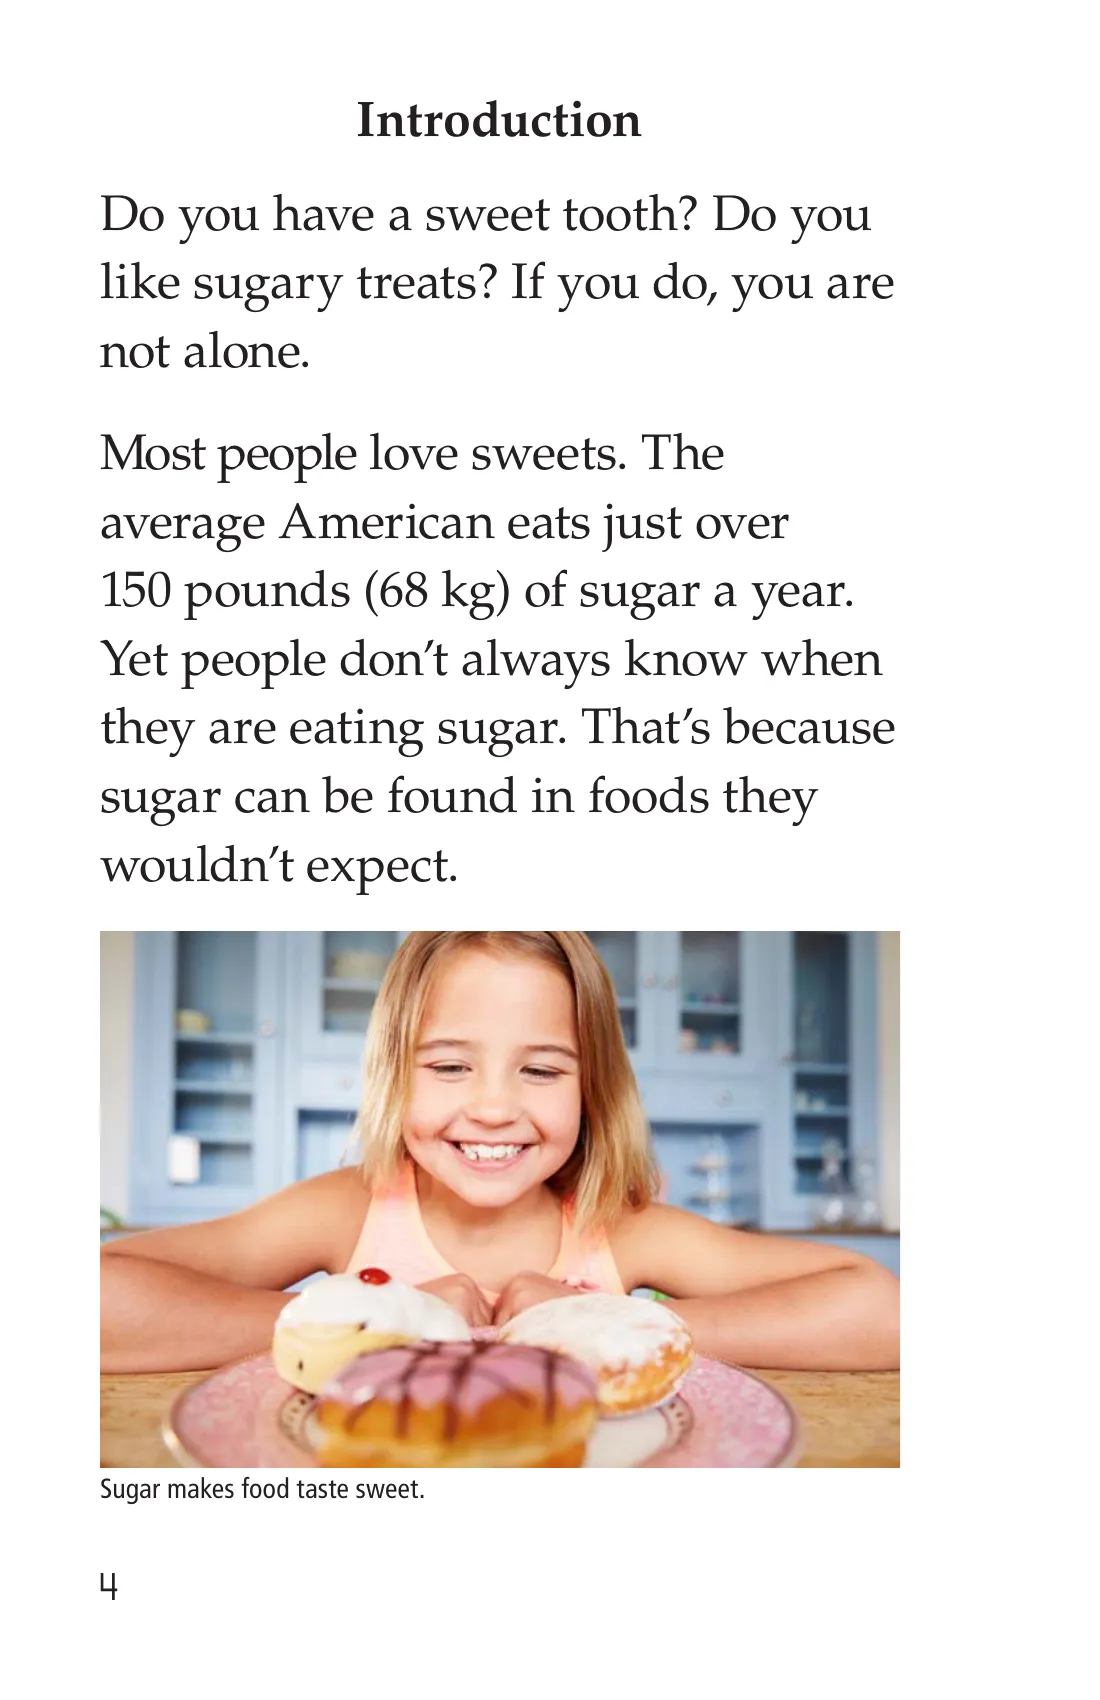 Introduction
Do you have a sweet tooth? Do you
like sugary treats? If you do, you are
not alone.
Most people love sweets. The
average American eats just over
150 pounds (68 kg) of sugar a year.
Yet people don’t always know when
they are eating sugar. That’s because
sugar can be found in foods they
wouldn’t expect.
Sugar makes food taste sweet.
4